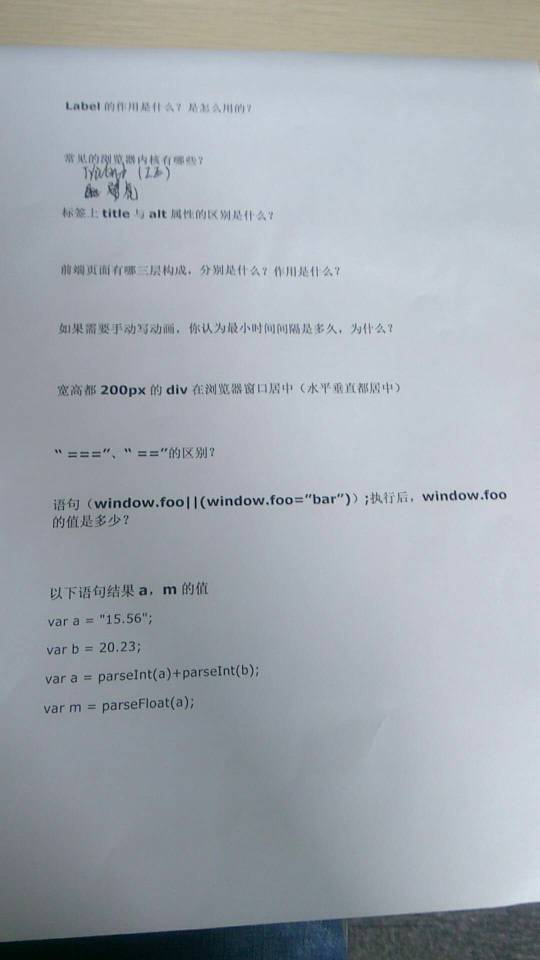 Label 的作用是什么？是怎么用的？
常见的浏览器内核有哪些？
(IE)
标签上 title 与 alt 属性的区别是什么？
前端页面有哪三层构成，分别是什么？作用是什么？
如果需要手动写动画，你认为最小时间间隔是多久，为什么？
宽高都 200px 的 div 在浏览器窗口居中（水平垂直都居中）
“ ===”、“ ==”的区别？
语句（window.foo||(window.foo=”bar”)）;执行后，window.foo
的值是多少？
以下语句结果 a，m 的值
var a = "15.56";
var b = 20.23;
var a = parseInt(a)+parseInt(b);
var m = parseFloat(a);